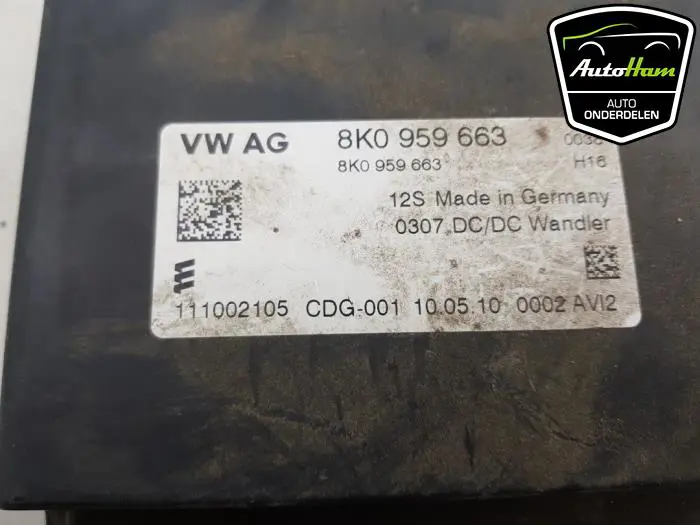 AutoHam
AUTO
ONDERDELEN
VW AG 8K0 959 663
8K0 959 663 H16
12S Made in Germany
0307 DC/DC Wandler
111002105 CDG-001 10.05.10 0002 AVI2